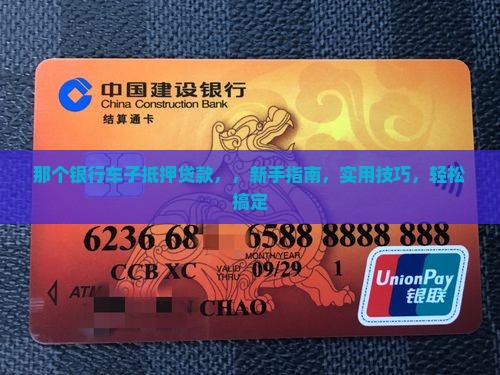 中国建设银行
China Construction Bank
结算通卡
那个银行车子抵押贷款，，新手指南，实用技巧，轻松
搞定
6236 68 6588 8888 888
MONTH/YEAR
CCB XC VALID THRU 09/29 1
ATM
CHAO
UnionPay
银联